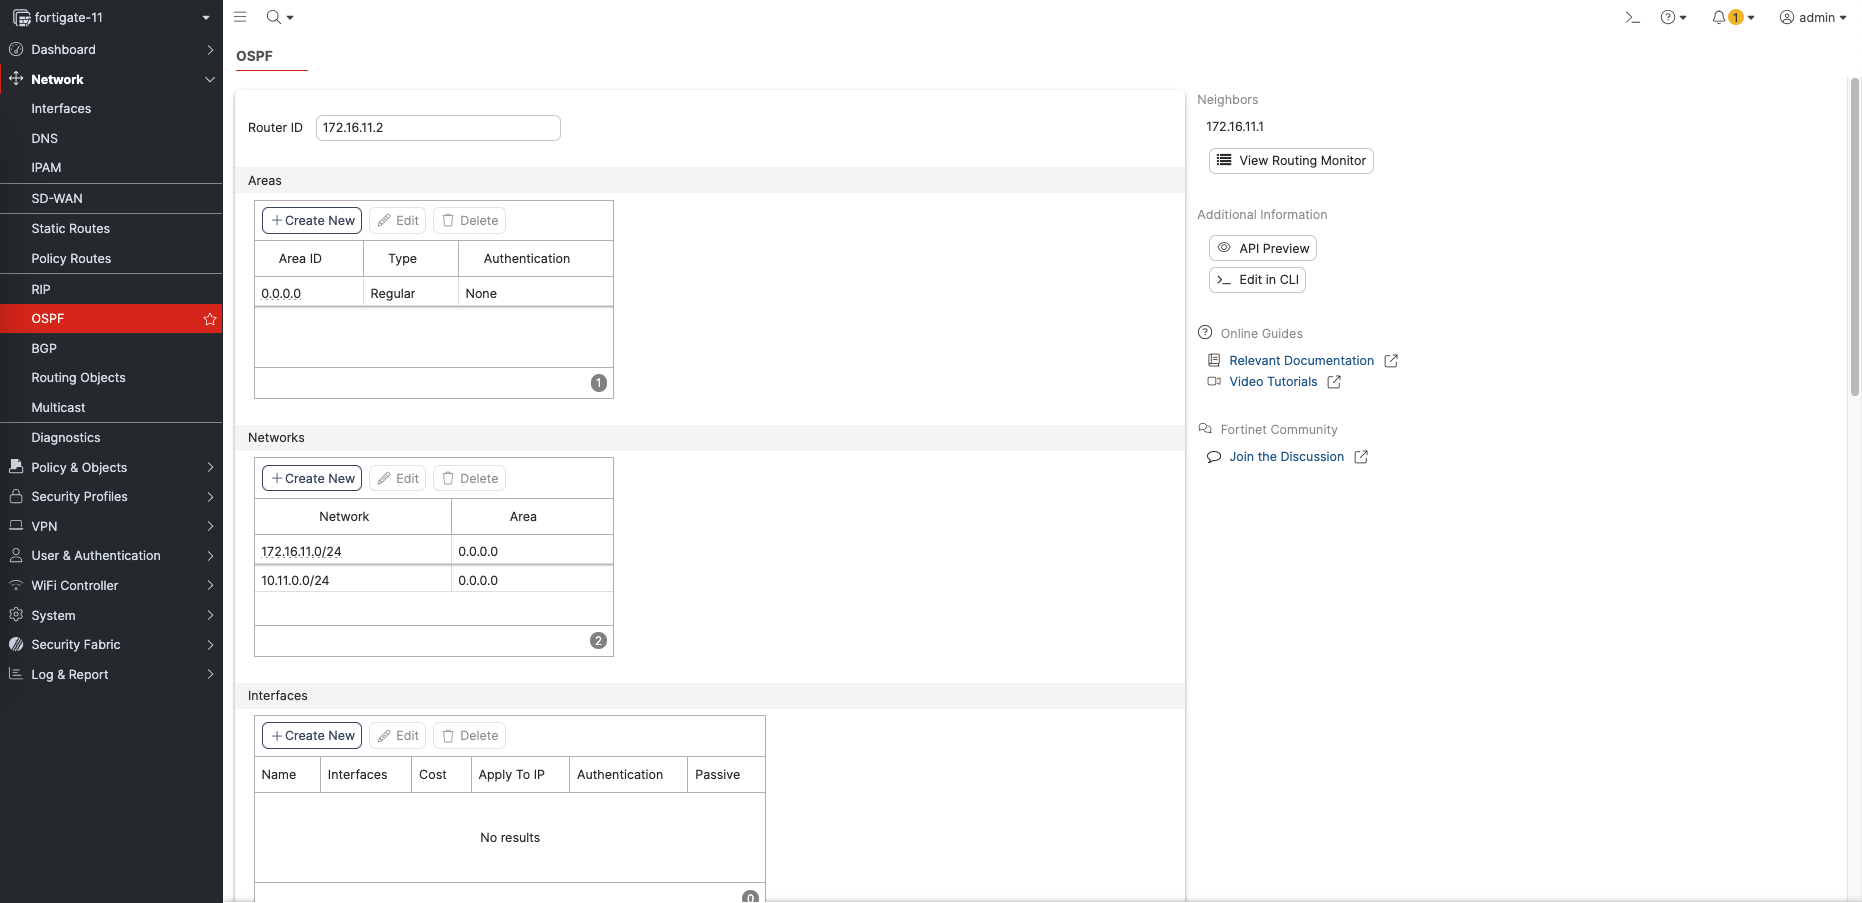 fortigate-11
1
admin
Dashboard
Network
Interfaces
DNS
IPAM
SD-WAN
Static Routes
Policy Routes
RIP
OSPF
BGP
Routing Objects
Multicast
Diagnostics
Policy & Objects
Security Profiles
VPN
User & Authentication
WiFi Controller
System
Security Fabric
Log & Report
OSPF
Router ID 172.16.11.2
Areas
Create New Edit Delete
Area ID Type Authentication
0.0.0.0 Regular None
1
Networks
Create New Edit Delete
Network Area
172.16.11.0/24 0.0.0.0
10.11.0.0/24 0.0.0.0
2
Interfaces
Create New Edit Delete
Name Interfaces Cost Apply To IP Authentication Passive
No results
0
Neighbors
172.16.11.1
View Routing Monitor
Additional Information
API Preview
Edit in CLI
Online Guides
Relevant Documentation
Video Tutorials
Fortinet Community
Join the Discussion